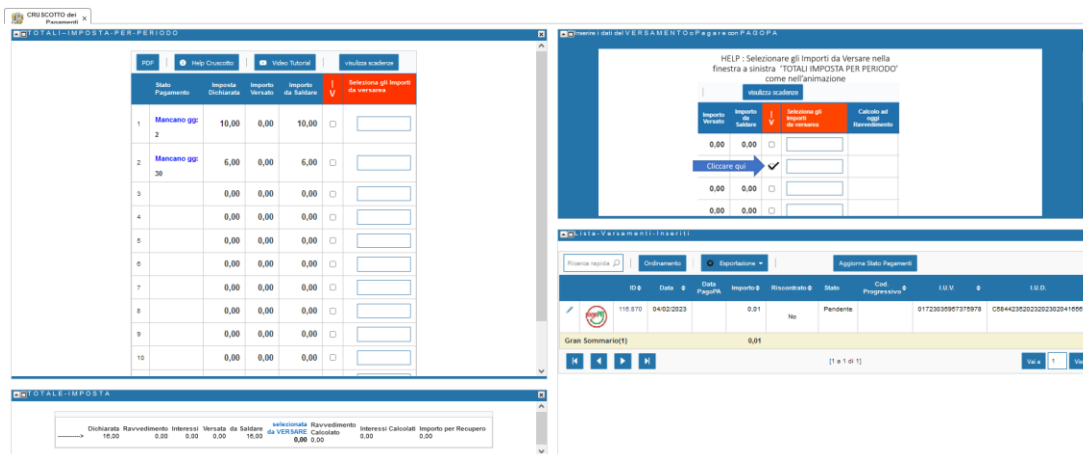 CRUSCOTTO dei
Pagamenti
x
TOTALI-IMPOSTA-PER-PERIODO
PDF
Help Cruscotto
Video Tutorial
visulizza scadenze
Stato Pagamento Imposta Dichiarata Importo Versato Importo da Saldare | V Seleziona gli Importi da versarea
1 Mancano gg: 2 10,00 0,00 10,00
2 Mancano gg: 30 6,00 0,00 6,00
3 0,00 0,00 0,00
4 0,00 0,00 0,00
5 0,00 0,00 0,00
6 0,00 0,00 0,00
7 0,00 0,00 0,00
8 0,00 0,00 0,00
9 0,00 0,00 0,00
10 0,00 0,00 0,00
TOTALE-IMPOSTA
Dichiarata Ravvedimento Interessi Versata da Saldare selezionata da VERSARE Ravvedimento Calcolato Interessi Calcolati Importo per Recupero
----------> 16,00 0,00 0,00 0,00 16,00 0,00 0,00 0,00 0,00
Inserire i dati del VERSAMENTO o Pagare con PAGOPA
HELP : Selezionare gli Importi da Versare nella
finestra a sinistra 'TOTALI IMPOSTA PER PERIODO'
come nell'animazione
visulizza scadenze
Importo Versato Importo da Saldare | V Seleziona gli Importi da versarea Calcolo ad oggi Ravvedimento
0,00 0,00
Cliccare qui
0,00 0,00
0,00 0,00
Lista-Versamenti-Inseriti
Ricerca rapida
Ordinamento
Esportazione
Aggiorna Stato Pagamenti
ID Data Data PagoPA Importo Riscontrato Stato Cod. Progressivo I.U.V. I.U.D.
116.870 04/02/2023 0,01 No Pendente
Gran Sommario(1) 0,01
[1 a 1 di 1]
Vai a 1